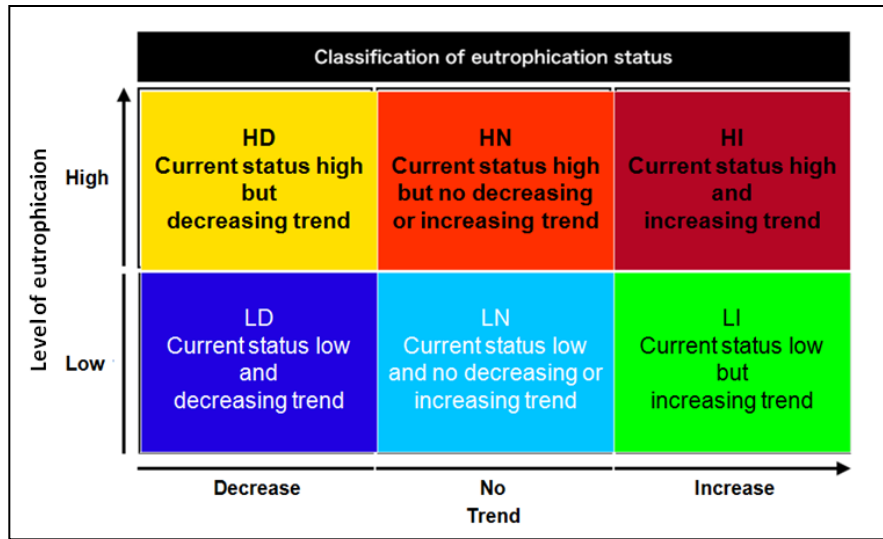 Classification of eutrophication status
Level of eutrophicaion
High
HD
Current status high
but
decreasing trend
HN
Current status high
but no decreasing
or increasing trend
HI
Current status high
and
increasing trend
Low
LD
Current status low
and
decreasing trend
LN
Current status low
and no decreasing or
increasing trend
LI
Current status low
but
increasing trend
Decrease
No
Increase
Trend